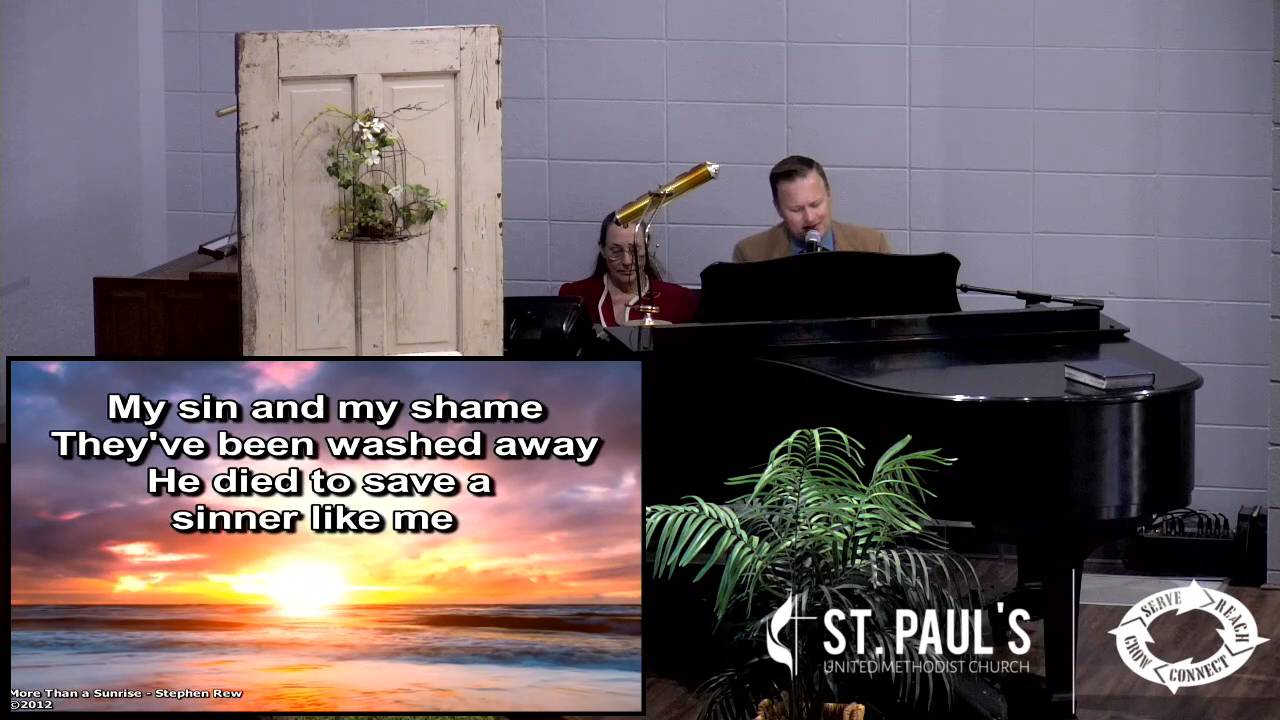 My sin and my shame
They've been washed away
He died to save a
sinner like me
More Than a Sunrise - Stephen Rew
©2012
ST. PAUL'S
UNITED METHODIST CHURCH
SERVE
REACH
CONNECT
GROW